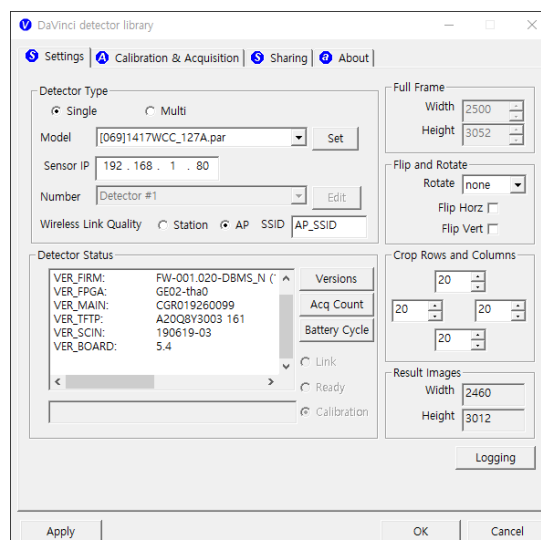 DaVinci detector library
Settings Calibration & Acquisition Sharing About
Detector Type
Single Multi
Model [069]1417WCC_127A.par Set
Sensor IP 192 . 168 . 1 . 80
Number Detector #1 Edit
Wireless Link Quality Station AP SSID AP_SSID
Full Frame
Width 2500
Height 3052
Flip and Rotate
Rotate none
Flip Horz
Flip Vert
Detector Status
VER_FIRM: FW-001.020-DBMS_N (
VER_FPGA: GE02-tha0
VER_MAIN: CGR019260099
VER_TFTP: A20Q8Y3003 161
VER_SCIN: 190619-03
VER_BOARD: 5.4
Versions
Acq Count
Battery Cycle
Link
Ready
Calibration
Crop Rows and Columns
20
20 20
20
Result Images
Width 2460
Height 3012
Logging
Apply OK Cancel